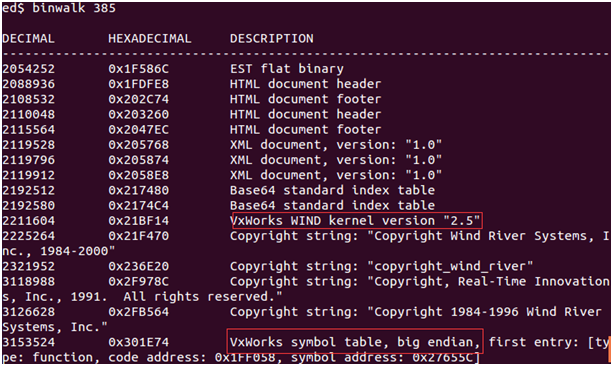 ed$ binwalk 385
DECIMAL HEXADECIMAL DESCRIPTION
--------------------------------------------------------------------------------
2054252 0x1F586C EST flat binary
2088936 0x1FDFE8 HTML document header
2108532 0x202C74 HTML document footer
2110048 0x203260 HTML document header
2115564 0x2047EC HTML document footer
2119528 0x205768 XML document, version: "1.0"
2119796 0x205874 XML document, version: "1.0"
2119912 0x2058E8 XML document, version: "1.0"
2192512 0x217480 Base64 standard index table
2192580 0x2174C4 Base64 standard index table
2211604 0x21BF14 VxWorks WIND kernel version "2.5"
2225264 0x21F470 Copyright string: "Copyright Wind River Systems, I
nc., 1984-2000"
2321952 0x236E20 Copyright string: "copyright_wind_river"
3118988 0x2F978C Copyright string: "Copyright, Real-Time Innovation
s, Inc., 1991.  All rights reserved."
3126628 0x2FB564 Copyright string: "Copyright 1984-1996 Wind River
Systems, Inc."
3153524 0x301E74 VxWorks symbol table, big endian, first entry: [ty
pe: function, code address: 0x1FF058, symbol address: 0x27655C]